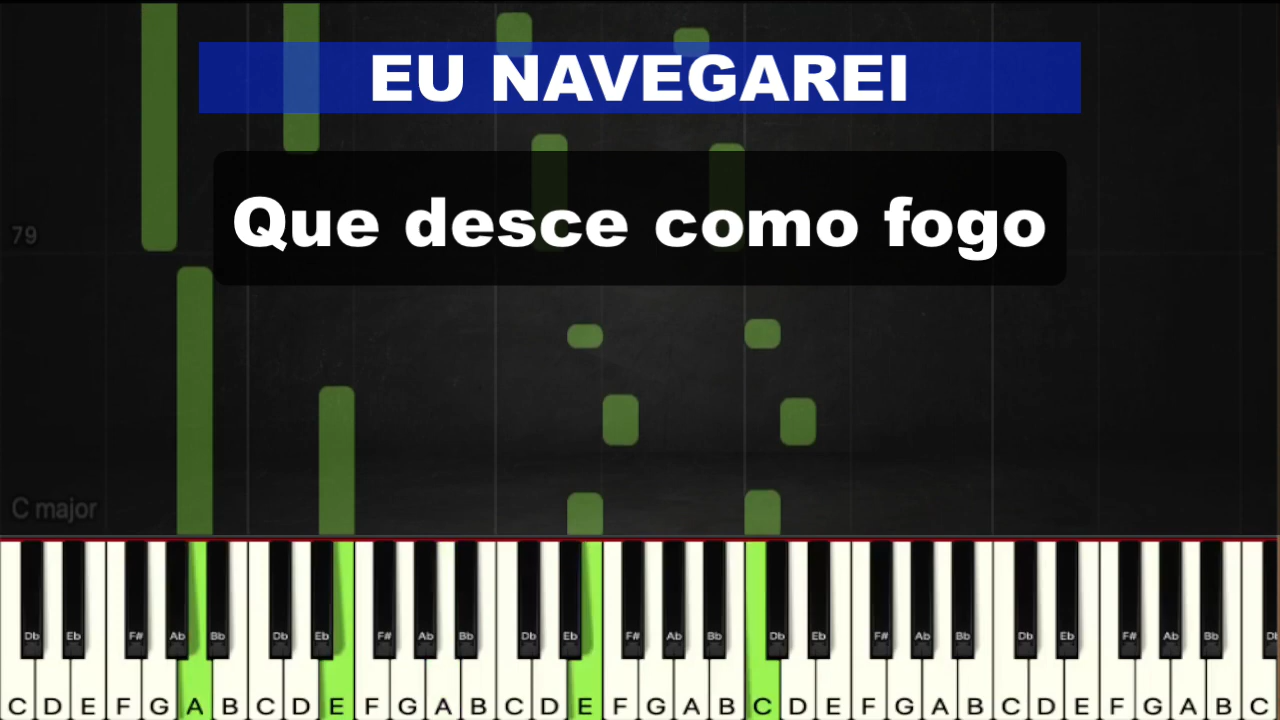 EU NAVEGAREI
Que desce como fogo
79
C major
Db Eb F# Ab Bb Db Eb F# Ab Bb Db Eb F# Ab Bb Db Eb F# Ab Bb Db Eb F# Ab Bb D
C D E F G A B C D E F G A B C D E F G A B C D E F G A B C D E F G A B C